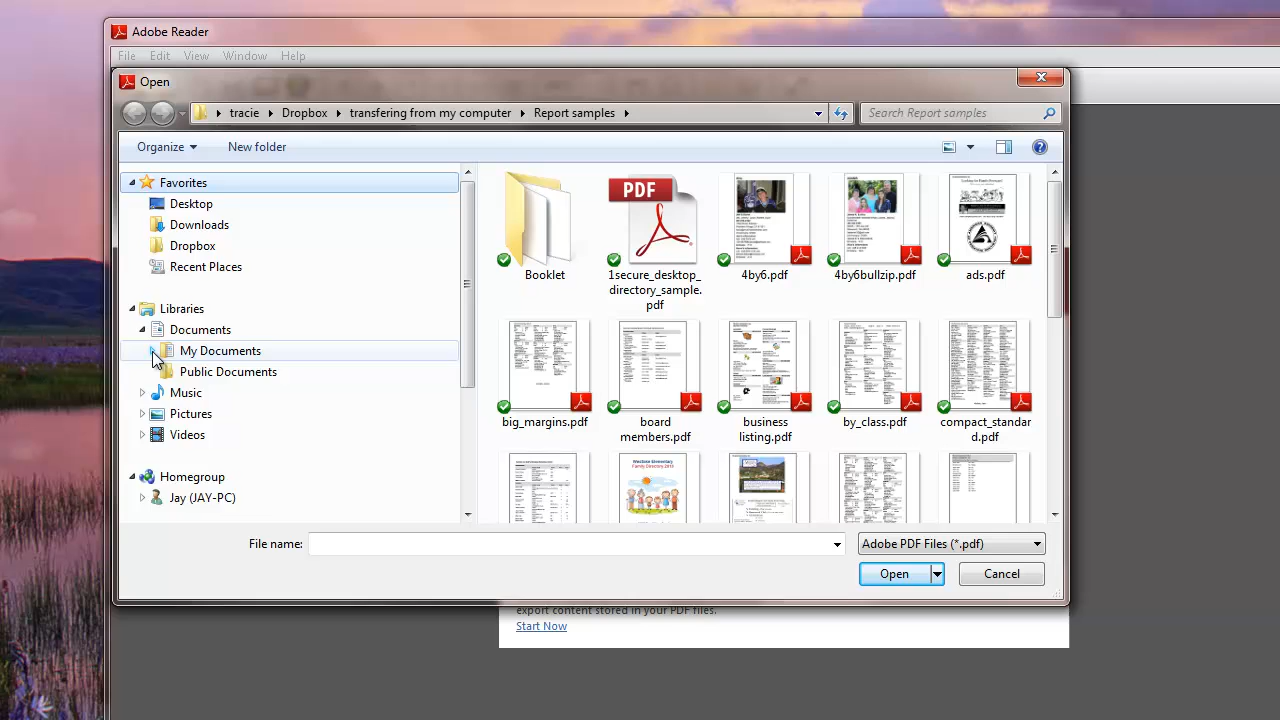 Adobe Reader
File Edit View Window Help
Open
tracie Dropbox transfering from my computer Report samples
Search Report samples
Organize New folder
Favorites
Desktop
Downloads
Dropbox
Recent Places
Libraries
Documents
My Documents
Public Documents
Music
Pictures
Videos
Homegroup
Jay (JAY-PC)
PDF
Booklet
1secure_desktop_
directory_sample.
pdf
4by6.pdf
4by6bullzip.pdf
ads.pdf
big_margins.pdf
board
members.pdf
business
listing.pdf
by_class.pdf
compact_standar
d.pdf
File name:
Adobe PDF Files (*.pdf)
Open
Cancel
export content stored in your PDF files.
Start Now